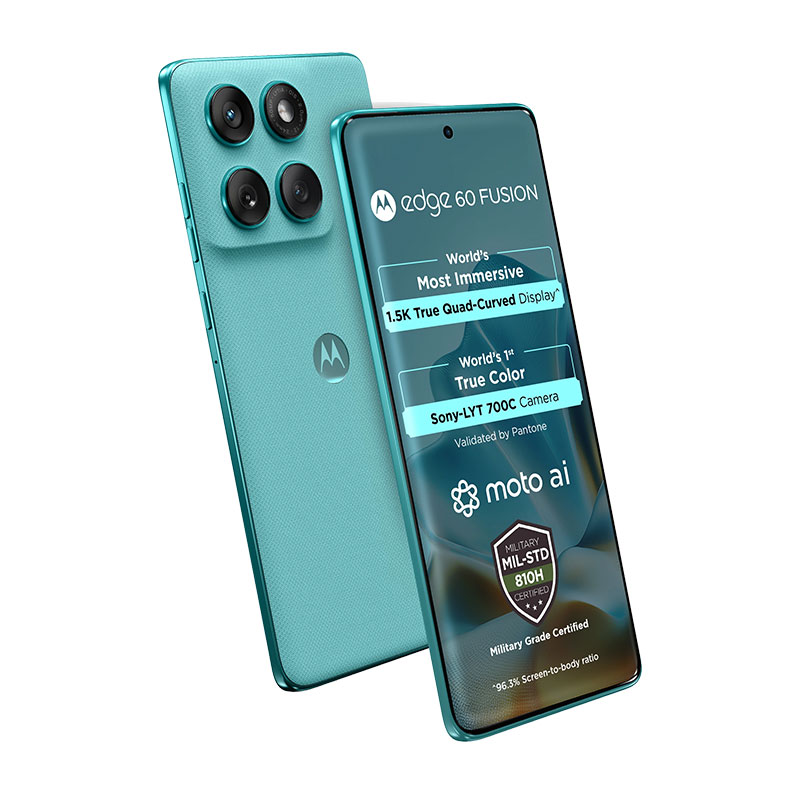 edge 60 FUSION
World's
Most Immersive
1.5K True Quad-Curved Display^
World's 1st
True Color
Sony-LYT 700C Camera
Validated by Pantone
moto ai
MILITARY
MIL-STD
810H
CERTIFIED
Military Grade Certified
^96.3% Screen-to-body ratio